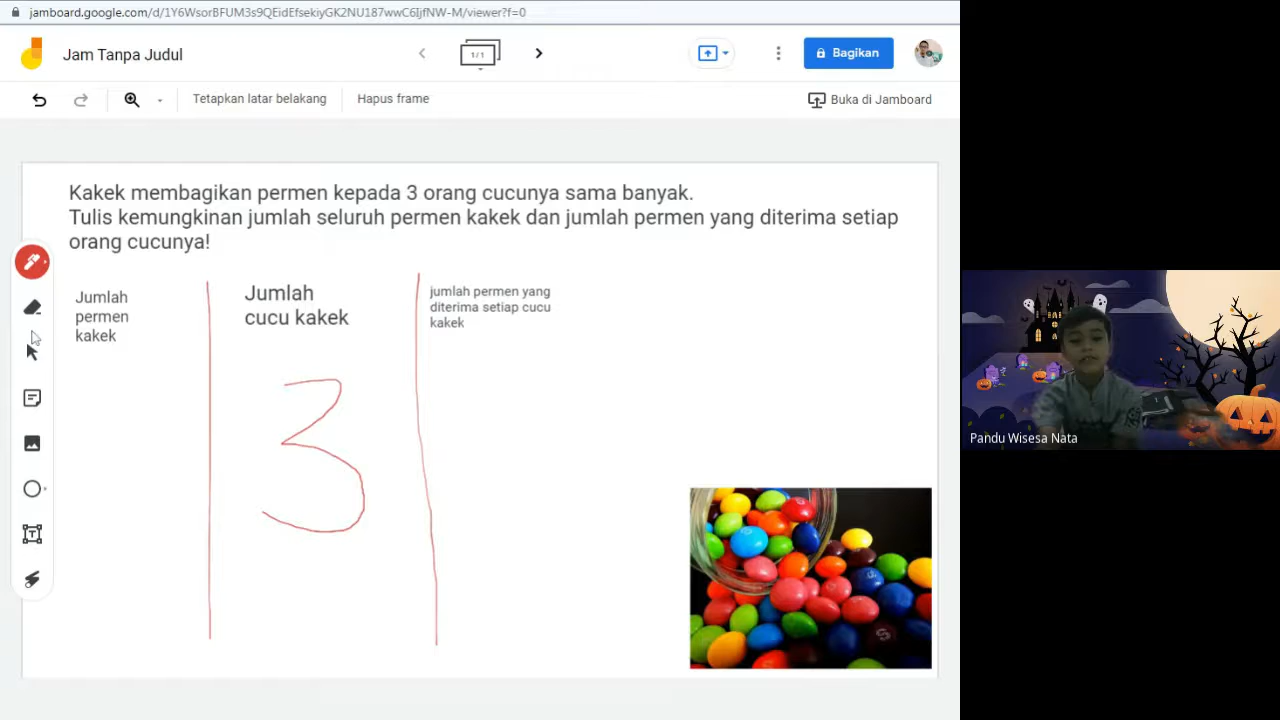 jamboard.google.com/d/1Y6WsorBFUM3s9QEidEfsekiyGK2NU187wwC6IjfNW-M/viewer?f=0
Jam Tanpa Judul
1/1
Bagikan
Tetapkan latar belakang
Hapus frame
Buka di Jamboard
Kakek membagikan permen kepada 3 orang cucunya sama banyak.
Tulis kemungkinan jumlah seluruh permen kakek dan jumlah permen yang diterima setiap
orang cucunya!
Jumlah
permen
kakek
Jumlah
cucu kakek
jumlah permen yang
diterima setiap cucu
kakek
3
Pandu Wisesa Nata